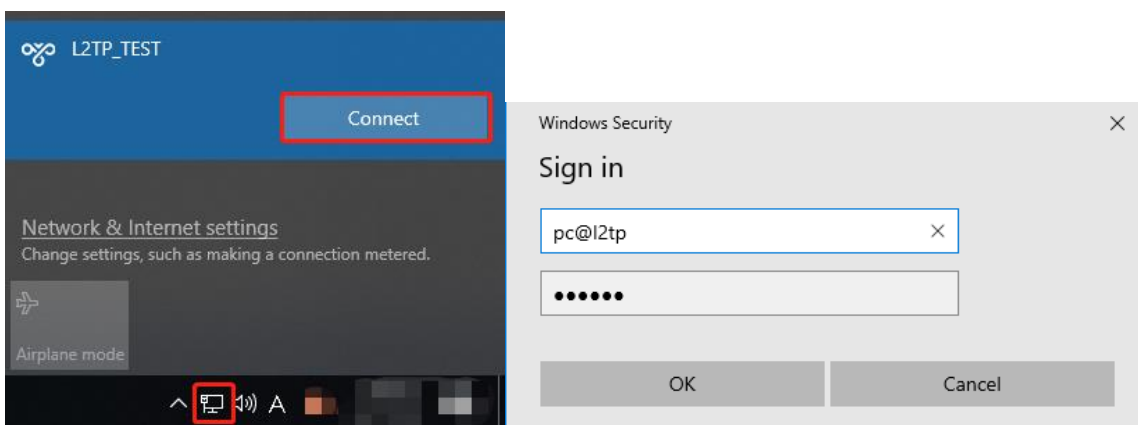 L2TP_TEST
Connect
Network & Internet settings
Change settings, such as making a connection metered.
Airplane mode
A
Windows Security
Sign in
pc@l2tp
●●●●●●
OK
Cancel